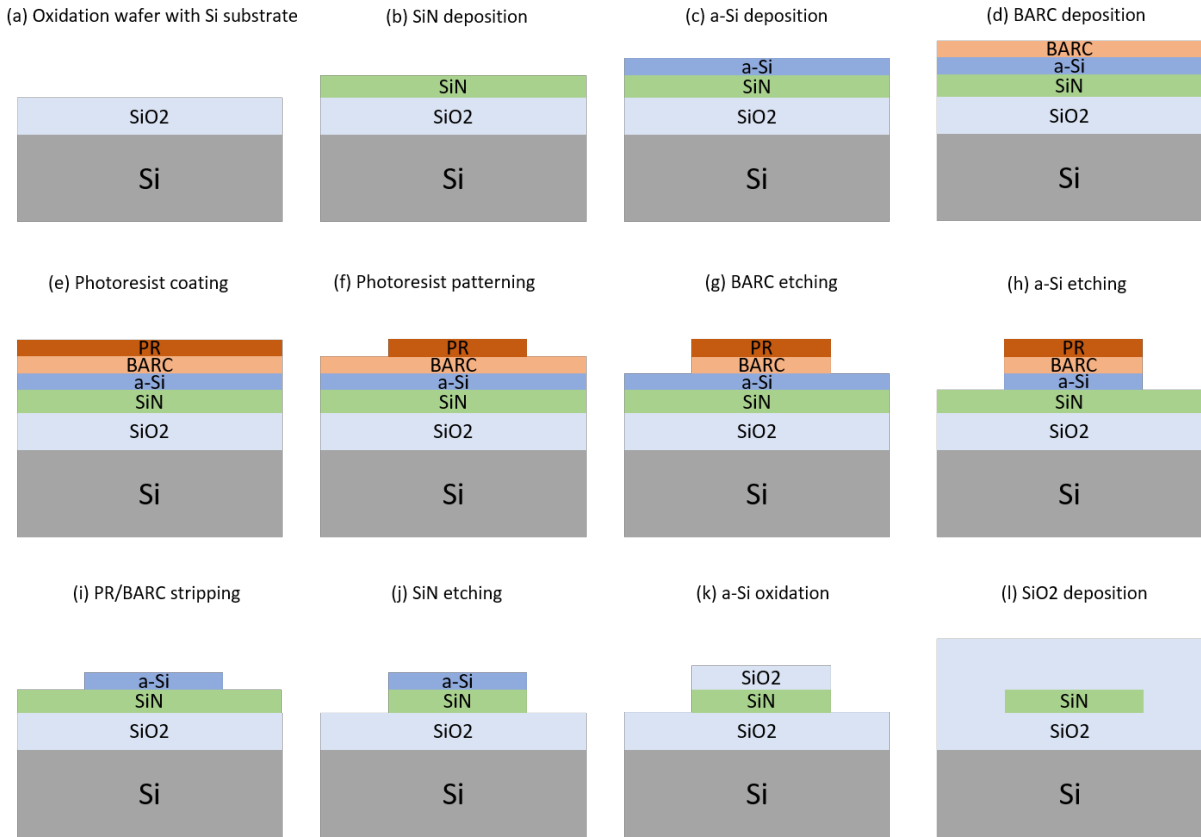 (a) Oxidation wafer with Si substrate
(b) SiN deposition
(c) a-Si deposition
(d) BARC deposition
SiO2
Si
SiN
SiO2
Si
a-Si
SiN
SiO2
Si
BARC
a-Si
SiN
SiO2
Si
(e) Photoresist coating
(f) Photoresist patterning
(g) BARC etching
(h) a-Si etching
PR
BARC
a-Si
SiN
SiO2
Si
PR
BARC
a-Si
SiN
SiO2
Si
PR
BARC
a-Si
SiN
SiO2
Si
PR
BARC
a-Si
SiN
SiO2
Si
(i) PR/BARC stripping
(j) SiN etching
(k) a-Si oxidation
(l) SiO2 deposition
a-Si
SiN
SiO2
Si
a-Si
SiN
SiO2
Si
SiO2
SiN
SiO2
Si
SiN
SiO2
Si